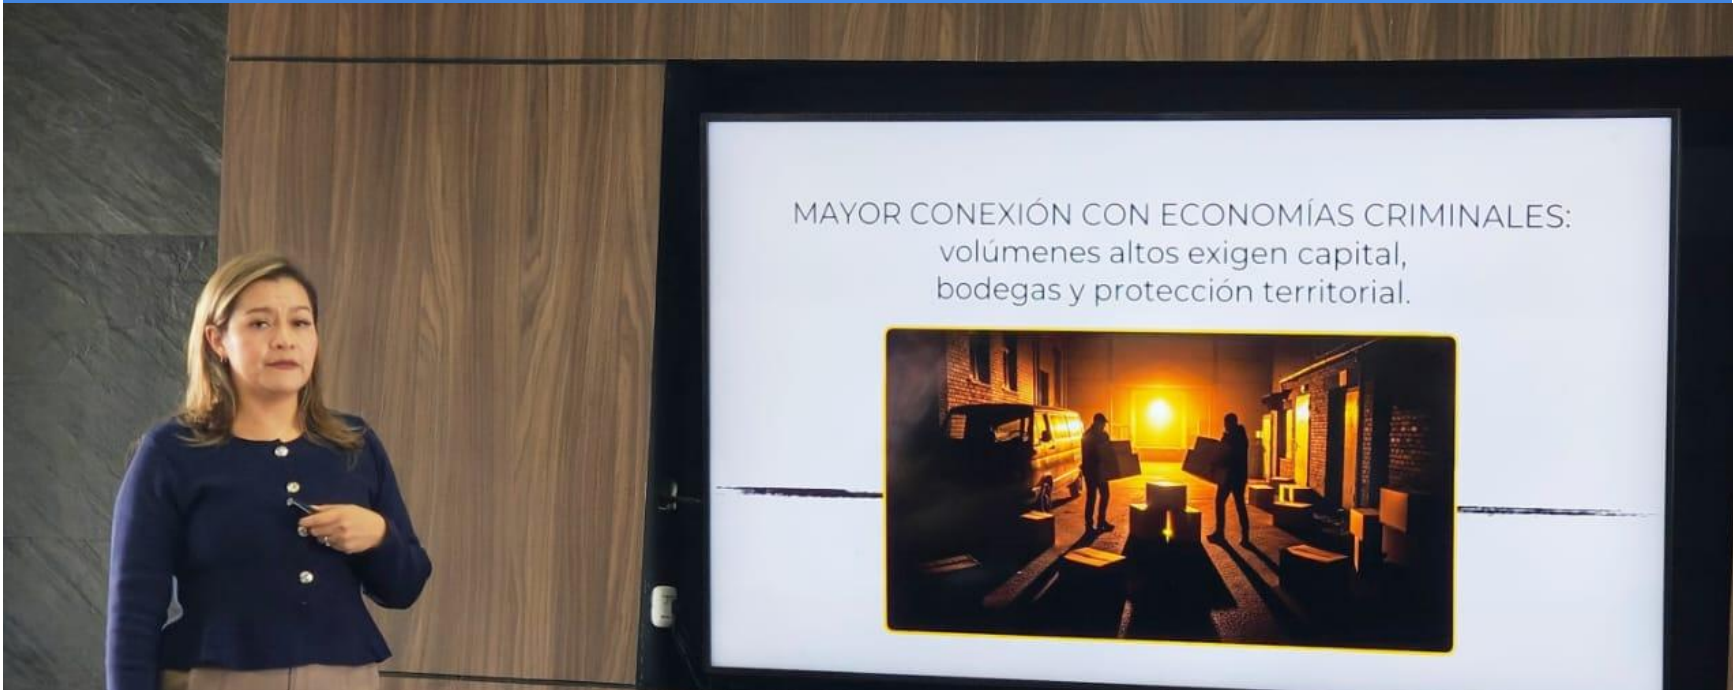 MAYOR CONEXIÓN CON ECONOMÍAS CRIMINALES:
volúmenes altos exigen capital,
bodegas y protección territorial.